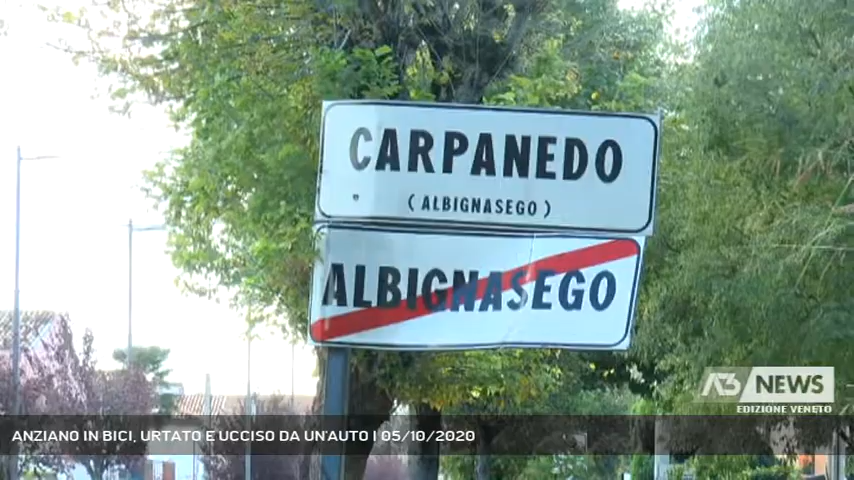 CARPANEDO
( ALBIGNASEGO )
ALBIGNASEGO
A3 NEWS
EDIZIONE VENETO
ANZIANO IN BICI, URTATO E UCCISO DA UN'AUTO | 05/10/2020